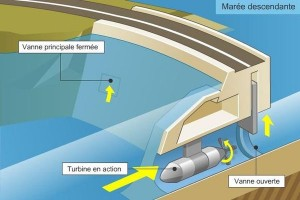 Marée descendante
Vanne principale fermée
Turbine en action
Vanne ouverte